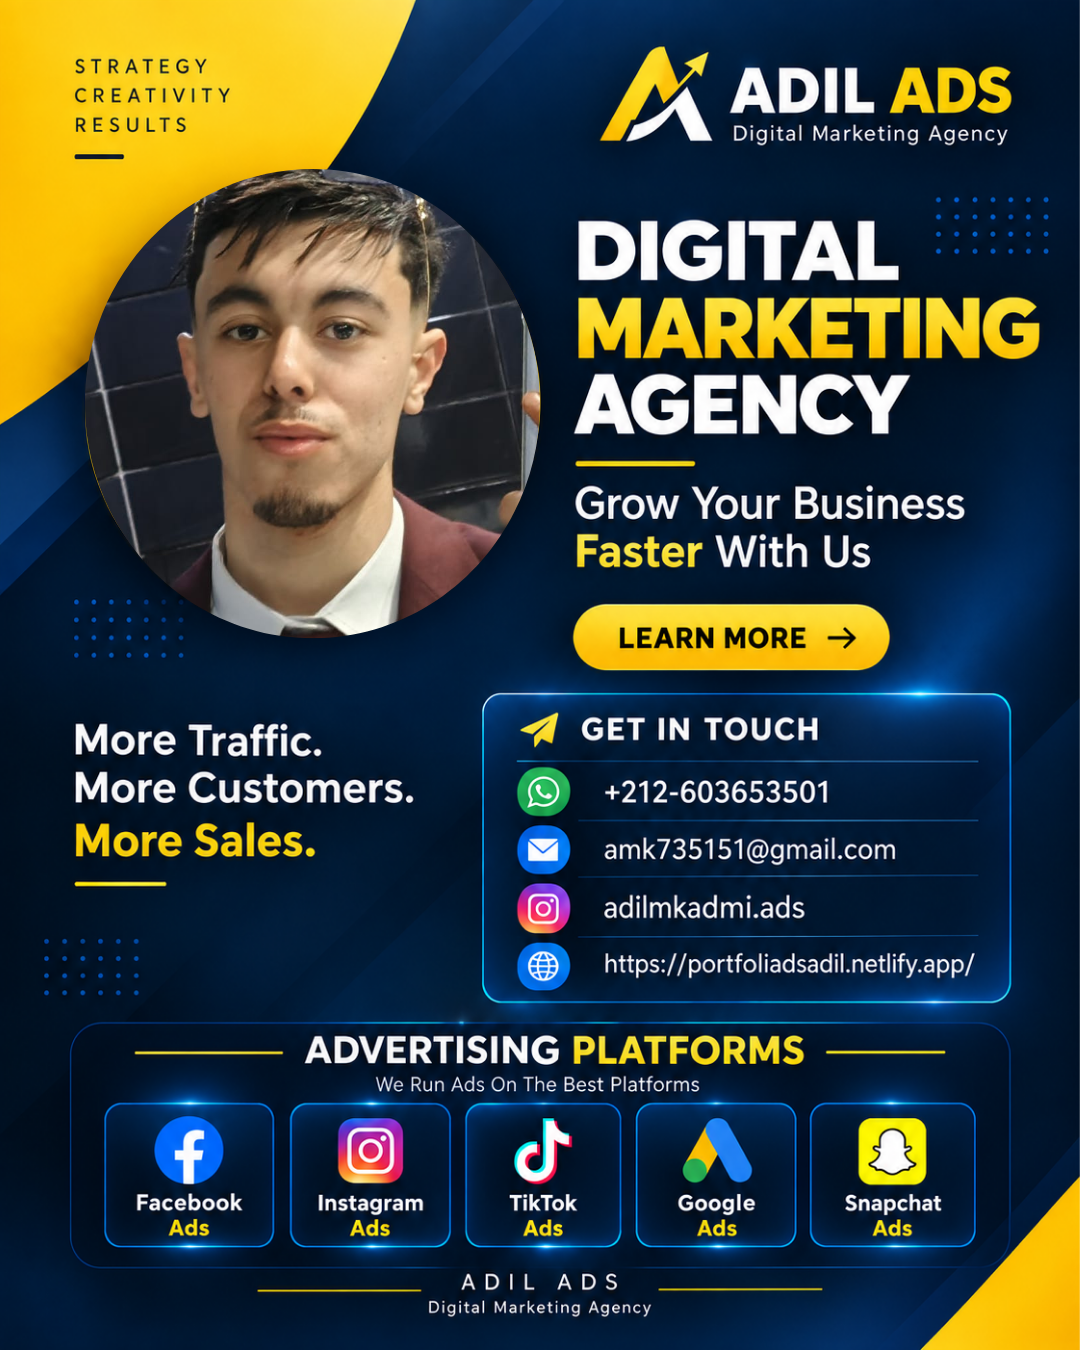 STRATEGY
CREATIVITY
RESULTS
ADIL ADS
Digital Marketing Agency
DIGITAL
MARKETING
AGENCY
Grow Your Business
Faster With Us
LEARN MORE →
More Traffic.
More Customers.
More Sales.
GET IN TOUCH
+212-603653501
amk735151@gmail.com
adilmkadmi.ads
https://portfoliadsadil.netlify.app/
ADVERTISING PLATFORMS
We Run Ads On The Best Platforms
Facebook
Ads
Instagram
Ads
TikTok
Ads
Google
Ads
Snapchat
Ads
ADIL ADS
Digital Marketing Agency